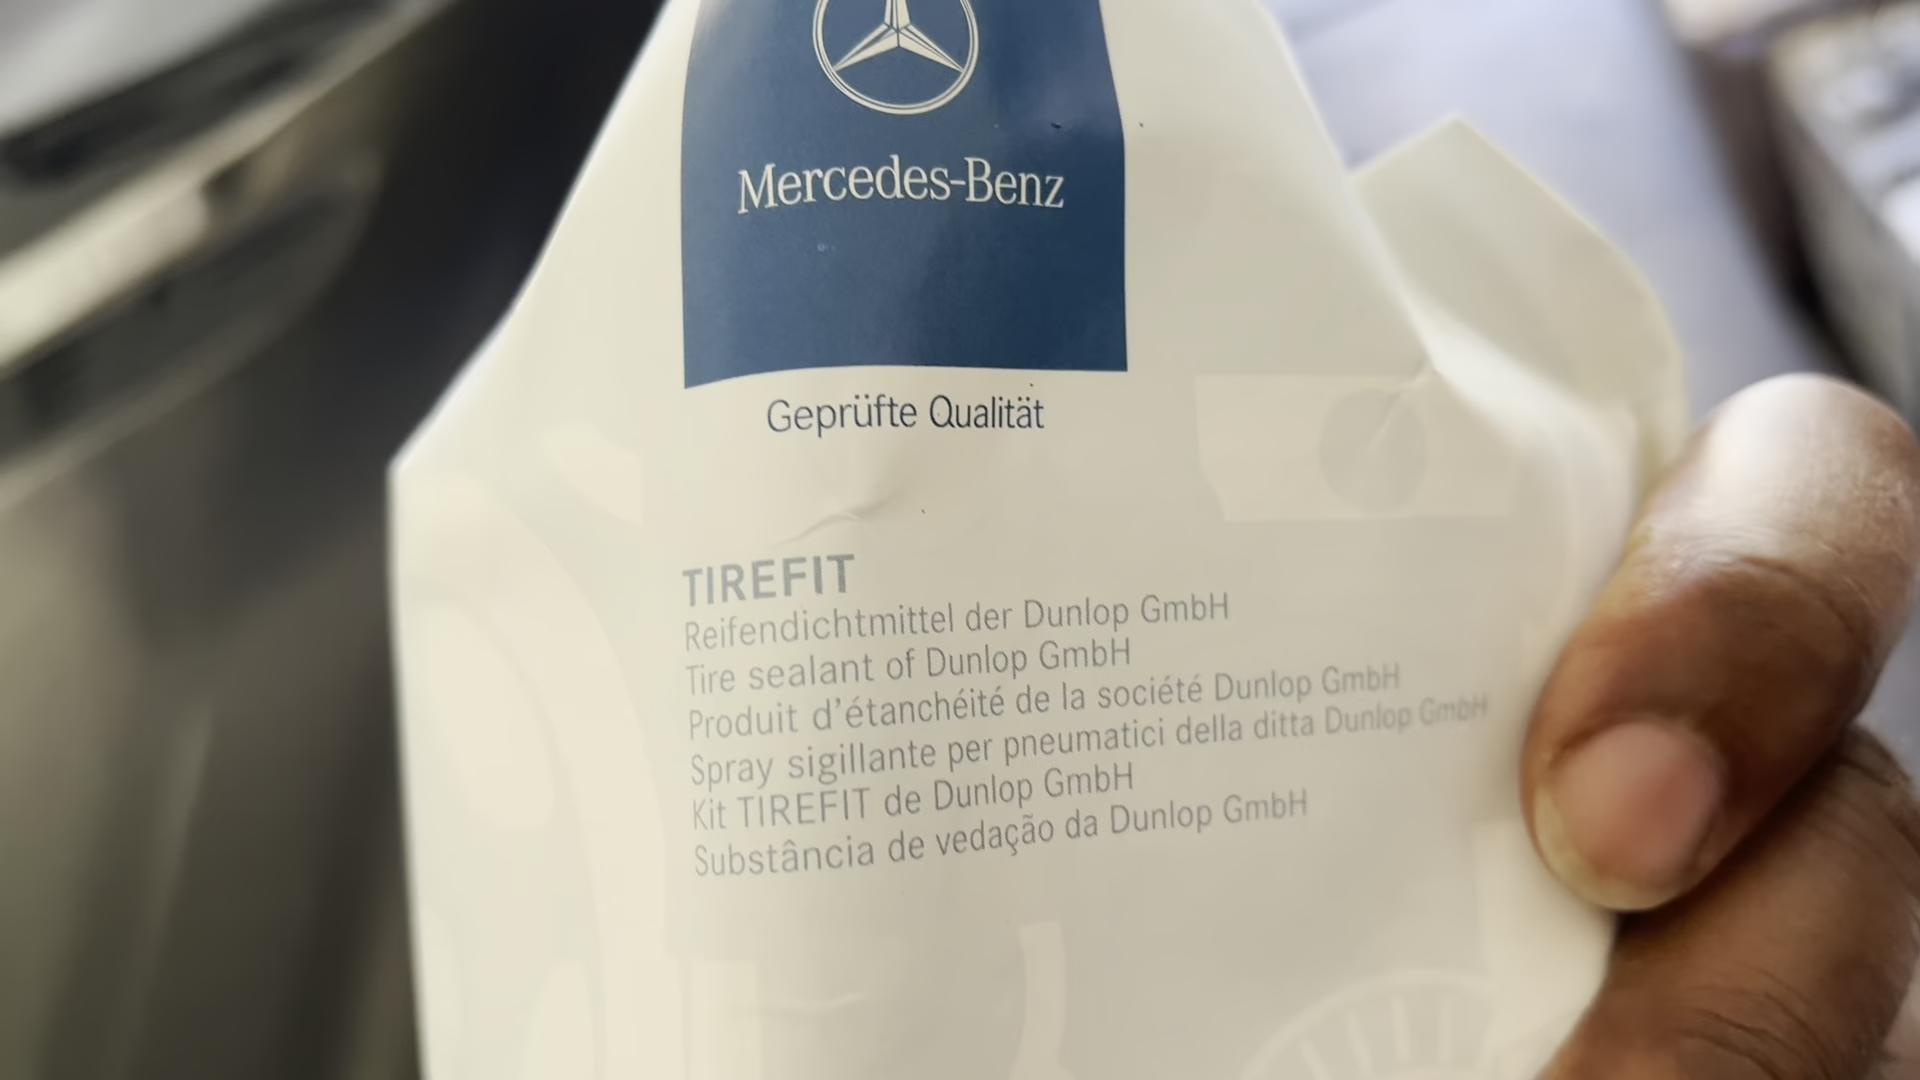 Mercedes-Benz
Geprüfte Qualität
TIREFIT
Reifendichtmittel der Dunlop GmbH
Tire sealant of Dunlop GmbH
Produit d’étanchéité de la société Dunlop GmbH
Spray sigillante per pneumatici della ditta Dunlop GmbH
Kit TIREFIT de Dunlop GmbH
Substância de vedação da Dunlop GmbH